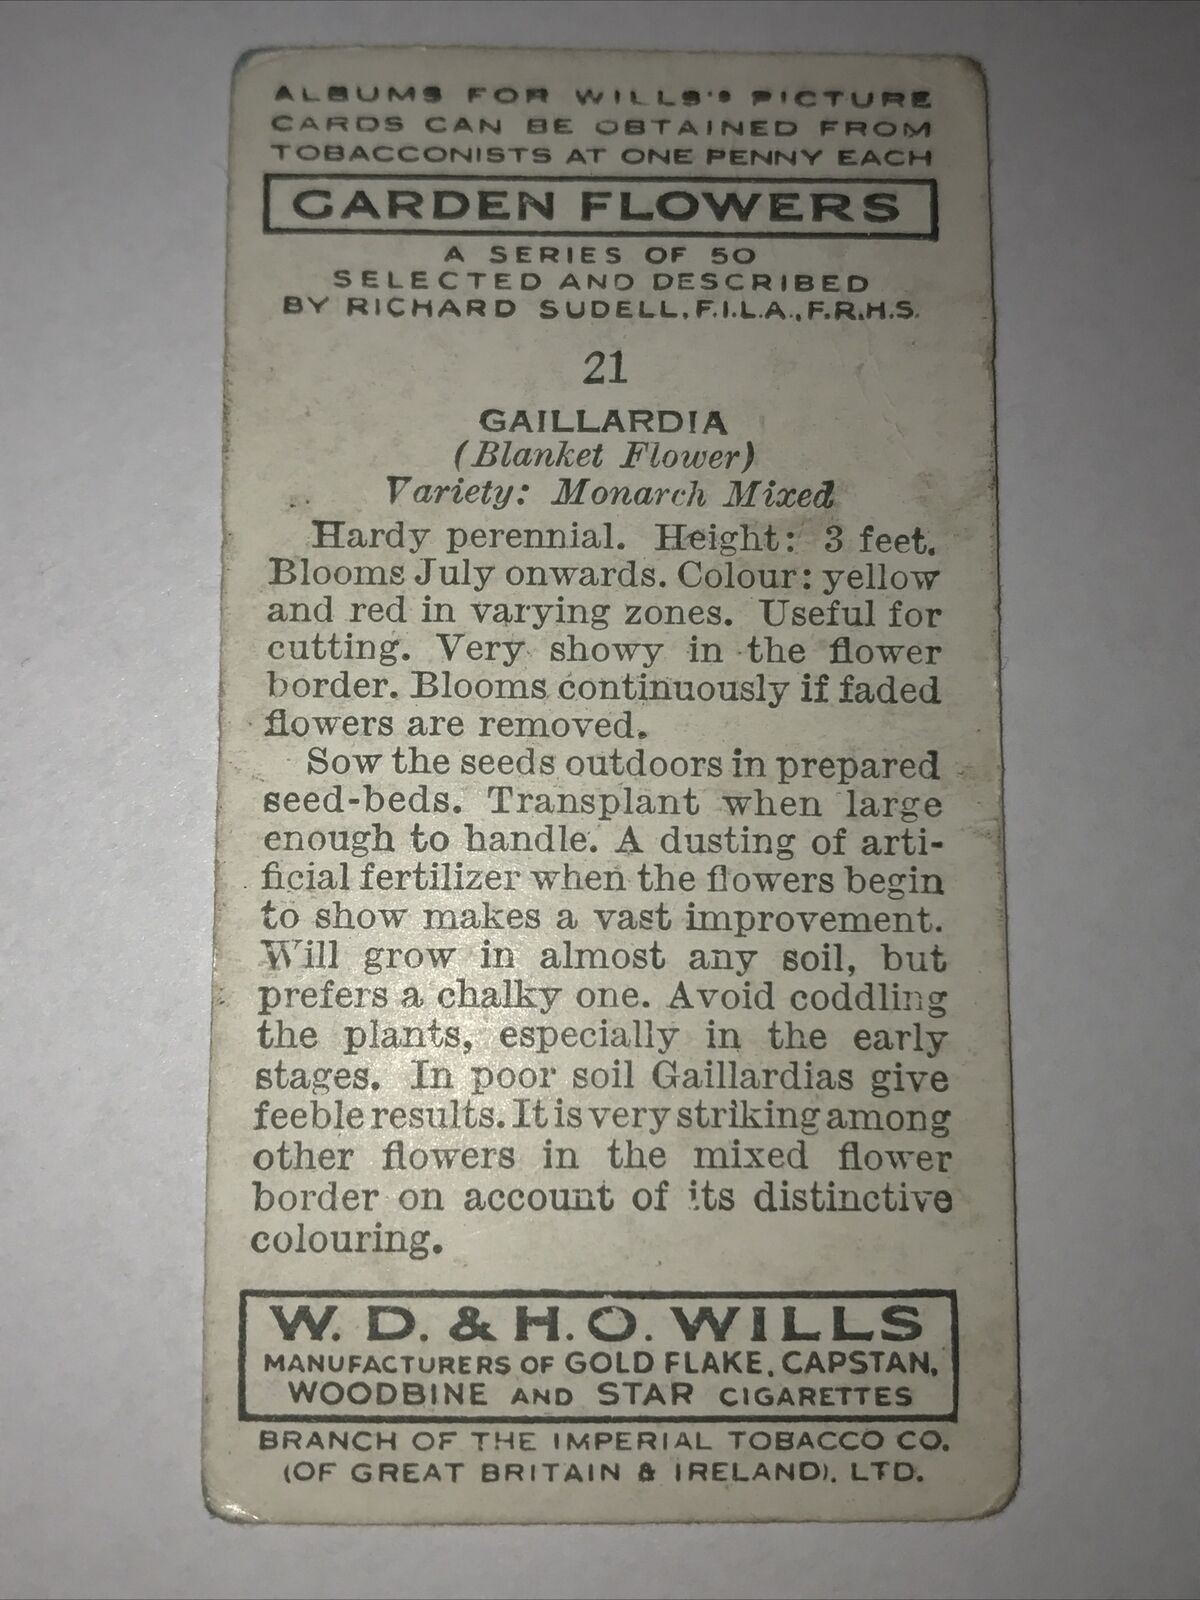 ALBUMS FOR WILLS'S PICTURE
CARDS CAN BE OBTAINED FROM
TOBACCONISTS AT ONE PENNY EACH
GARDEN FLOWERS
A SERIES OF 50
SELECTED AND DESCRIBED
BY RICHARD SUDELL, F.I.L.A., F.R.H.S.
21
GAILLARDIA
(Blanket Flower)
Variety: Monarch Mixed
Hardy perennial. Height: 3 feet.
Blooms July onwards. Colour: yellow
and red in varying zones. Useful for
cutting. Very showy in the flower
border. Blooms continuously if faded
flowers are removed.
Sow the seeds outdoors in prepared
seed-beds. Transplant when large
enough to handle. A dusting of arti-
ficial fertilizer when the flowers begin
to show makes a vast improvement.
Will grow in almost any soil, but
prefers a chalky one. Avoid coddling
the plants, especially in the early
stages. In poor soil Gaillardias give
feeble results. It is very striking among
other flowers in the mixed flower
border on account of its distinctive
colouring.
W. D. & H. O. WILLS
MANUFACTURERS OF GOLD FLAKE, CAPSTAN,
WOODBINE AND STAR CIGARETTES
BRANCH OF THE IMPERIAL TOBACCO CO.
(OF GREAT BRITAIN & IRELAND), LTD.